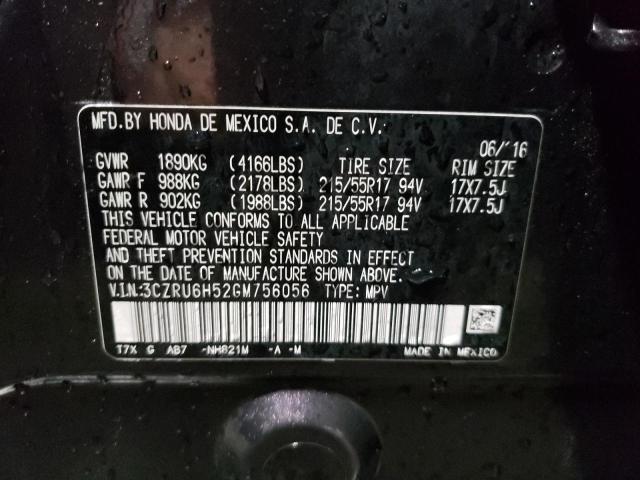 MFD.BY HONDA DE MEXICO S.A. DE C.V.
06/'16
GVWR 1890KG (4166LBS) TIRE SIZE RIM SIZE
GAWR F 988KG (2178LBS) 215/55R17 94V 17X7.5J
GAWR R 902KG (1988LBS) 215/55R17 94V 17X7.5J
THIS VEHICLE CONFORMS TO ALL APPLICABLE
FEDERAL MOTOR VEHICLE SAFETY
AND THEFT PREVENTION STANDARDS IN EFFECT
ON THE DATE OF MANUFACTURE SHOWN ABOVE.
V.I.N.:3CZRU6H52GM756056 TYPE: MPV
T7X G AB7 -NH821M -A -M MADE IN MEXICO